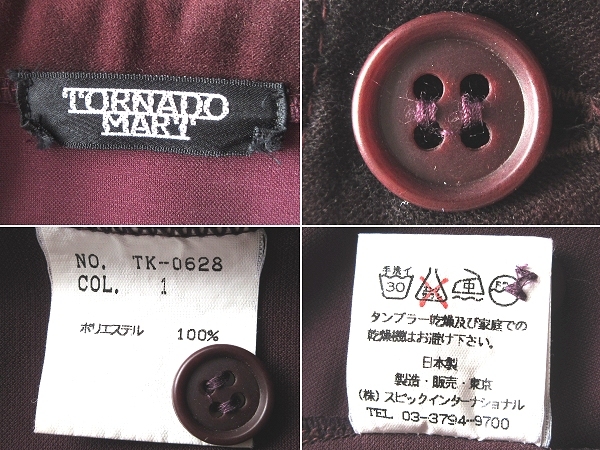 TORNADO
MART
NO. TK-0628
COL. 1
ポリエステル 100%
手洗イ
30
中
タンブラー乾燥及び家庭での
乾燥機はお避け下さい。
日本製
製造・販売・東京
(株)スピックインターナショナル
TEL 03-3794-9700